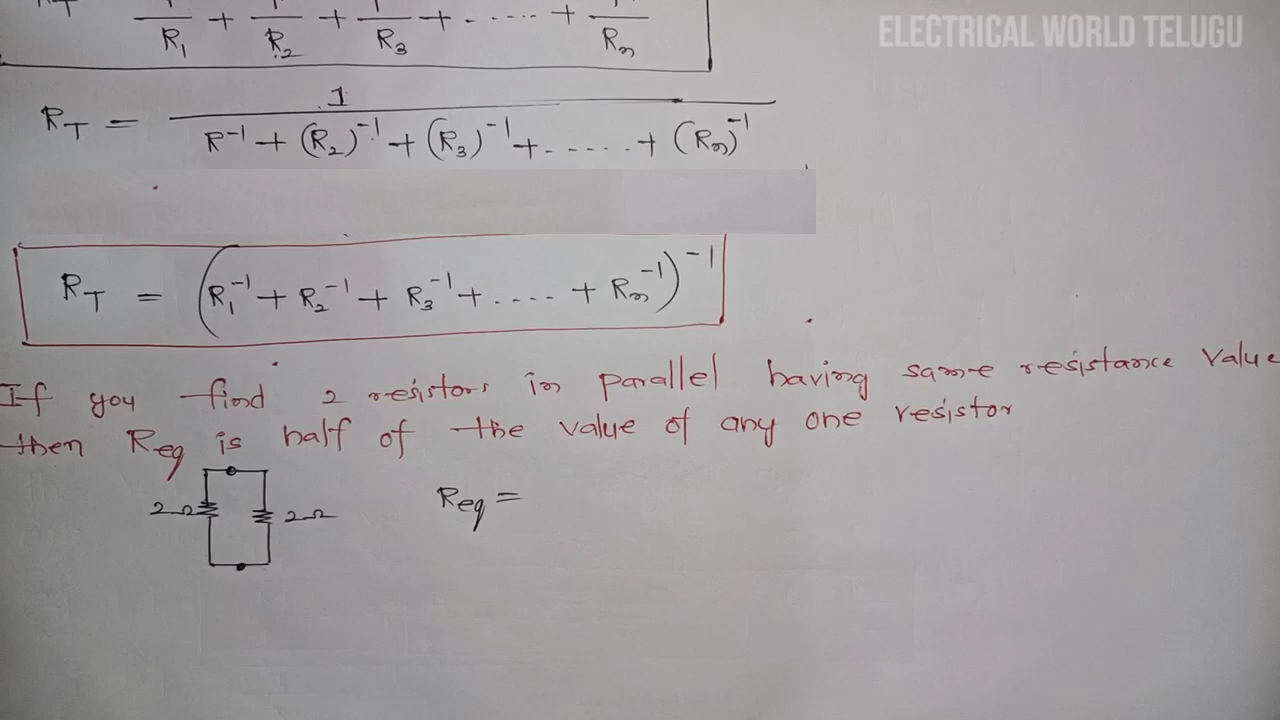 ELECTRICAL WORLD TELUGU
R₁ + R₂ + R₃ + ..... + Rₙ
R_T = 1 / (R⁻¹ + (R₂)⁻¹ + (R₃)⁻¹ + ...... + (Rₙ)⁻¹)
R_T = (R₁⁻¹ + R₂⁻¹ + R₃⁻¹ + .... + Rₙ⁻¹)⁻¹
If you find 2 resistors in parallel having same resistance value
then Req is half of the value of any one resistor
2Ω 2Ω Req =